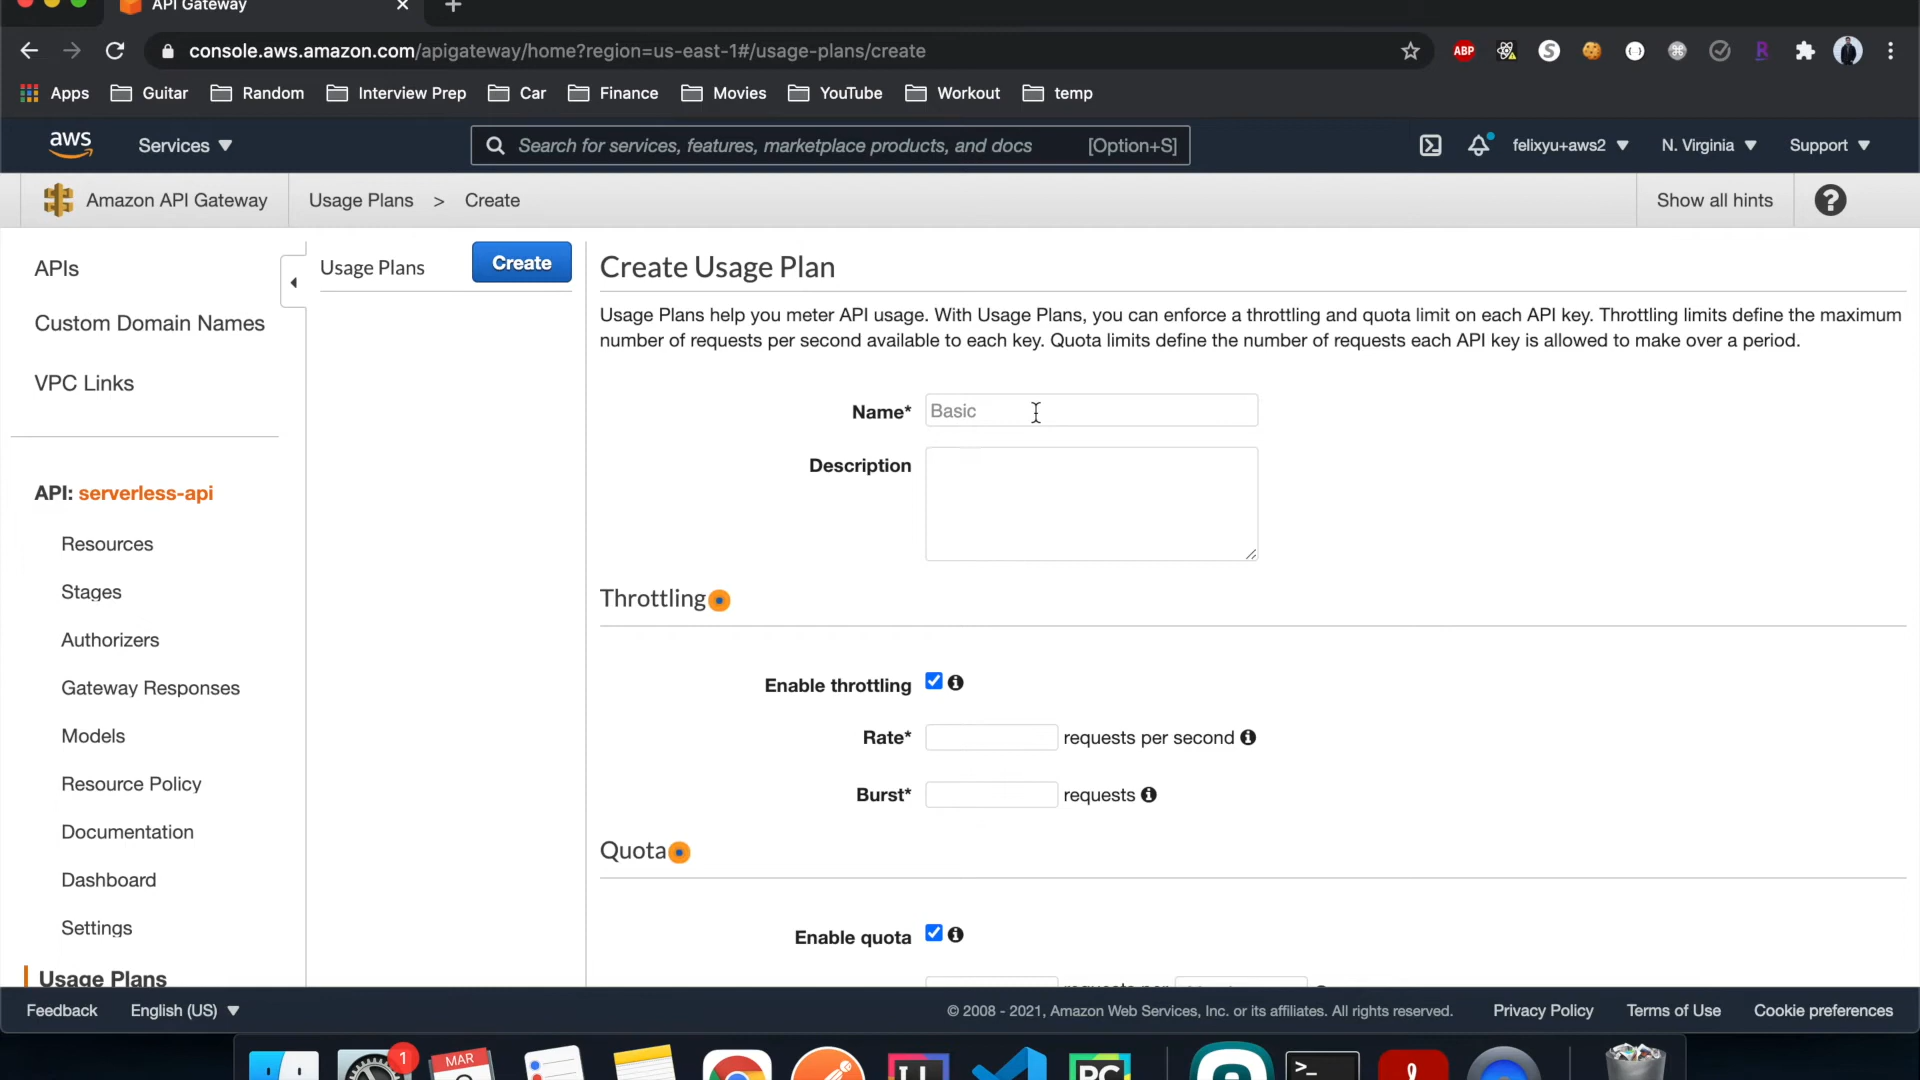 API Gateway
console.aws.amazon.com/apigateway/home?region=us-east-1#/usage-plans/create
ABP
S
R
Apps Guitar Random Interview Prep Car Finance Movies YouTube Workout temp
aws Services Search for services, features, marketplace products, and docs [Option+S] felixyu+aws2 N. Virginia Support
Amazon API Gateway Usage Plans > Create Show all hints ?
APIs
Custom Domain Names
VPC Links
API: serverless-api
Resources
Stages
Authorizers
Gateway Responses
Models
Resource Policy
Documentation
Dashboard
Settings
Usage Plans
Usage Plans Create
Create Usage Plan
Usage Plans help you meter API usage. With Usage Plans, you can enforce a throttling and quota limit on each API key. Throttling limits define the maximum
number of requests per second available to each key. Quota limits define the number of requests each API key is allowed to make over a period.
Name* Basic
Description
Throttling
Enable throttling
Rate* requests per second
Burst* requests
Quota
Enable quota
requests per
Feedback English (US) © 2008 - 2021, Amazon Web Services, Inc. or its affiliates. All rights reserved. Privacy Policy Terms of Use Cookie preferences
1
MAR
PC
>_